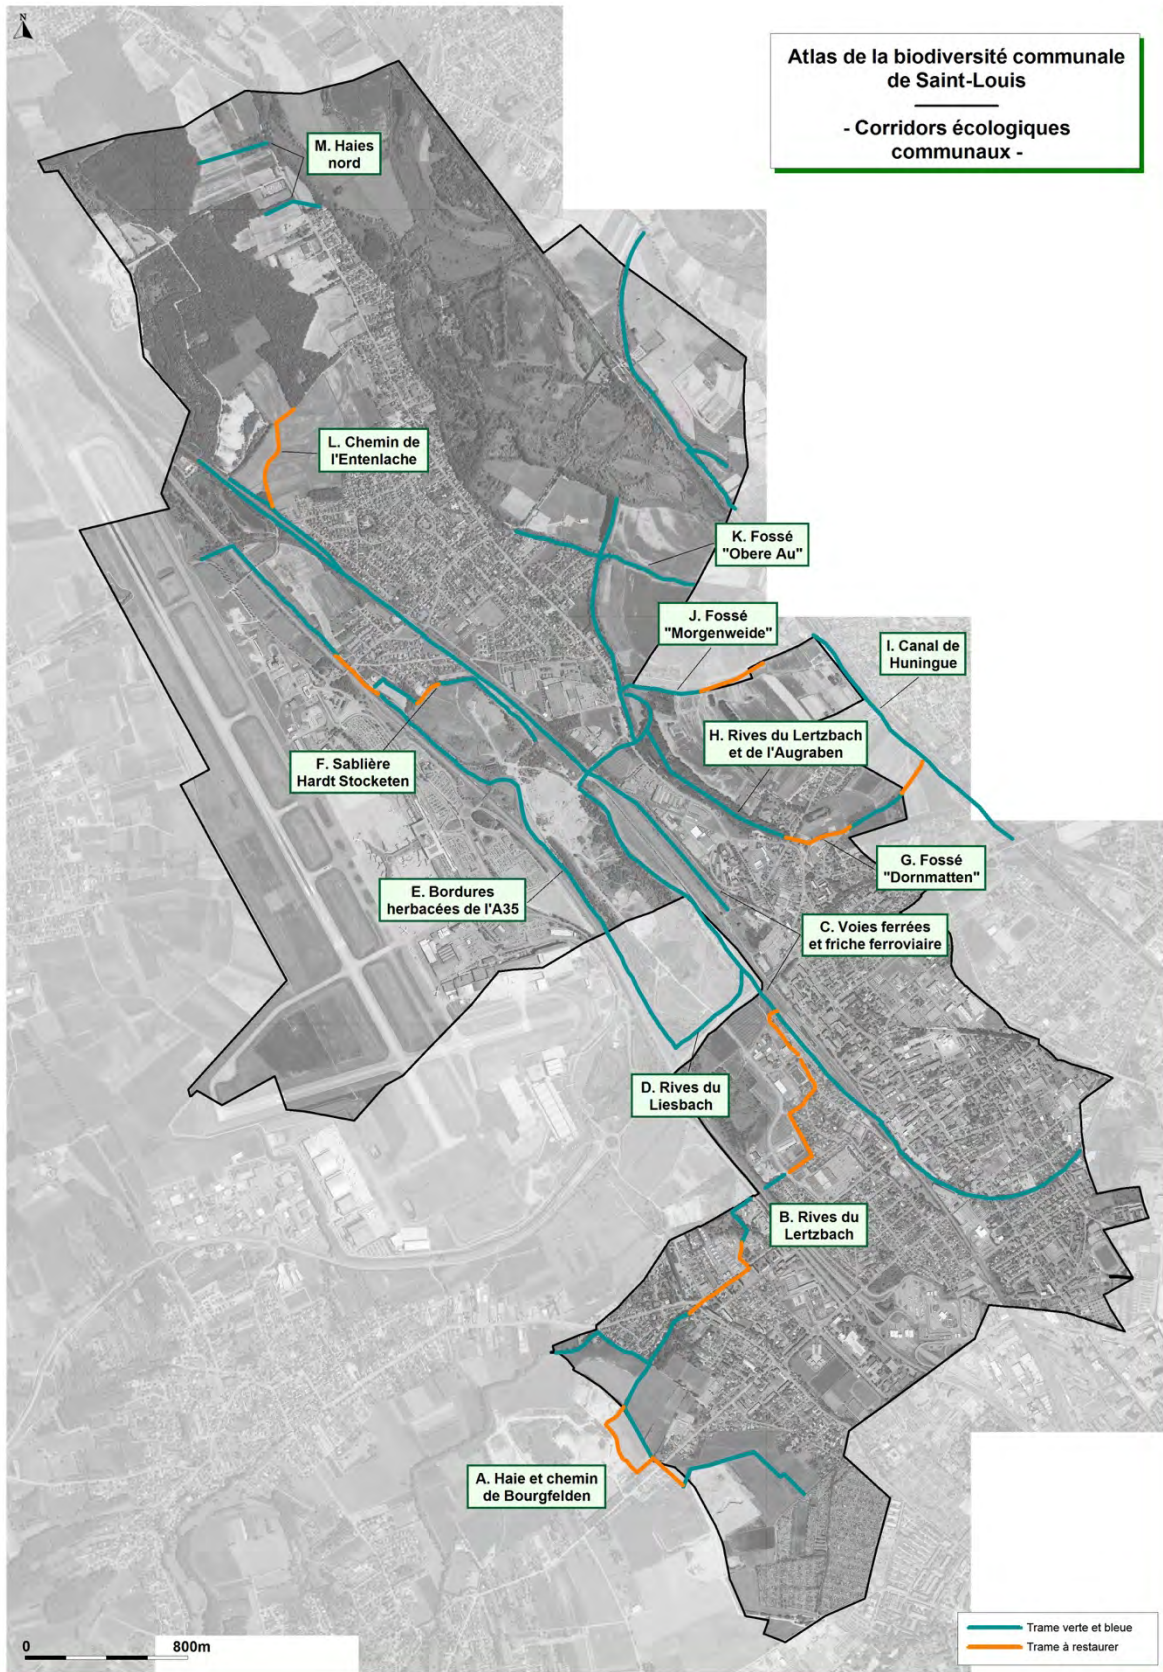 N
Atlas de la biodiversité communale
de Saint-Louis
- Corridors écologiques
communaux -
M. Haies
nord
L. Chemin de
l'Entenlache
K. Fossé
"Obere Au"
J. Fossé
"Morgenweide"
I. Canal de
Huningue
H. Rives du Lertzbach
et de l'Augraben
F. Sablière
Hardt Stocketen
G. Fossé
"Dornmatten"
E. Bordures
herbacées de l'A35
C. Voies ferrées
et friche ferroviaire
D. Rives du
Liesbach
B. Rives du
Lertzbach
A. Haie et chemin
de Bourgfelden
Trame verte et bleue
Trame à restaurer
0 800m